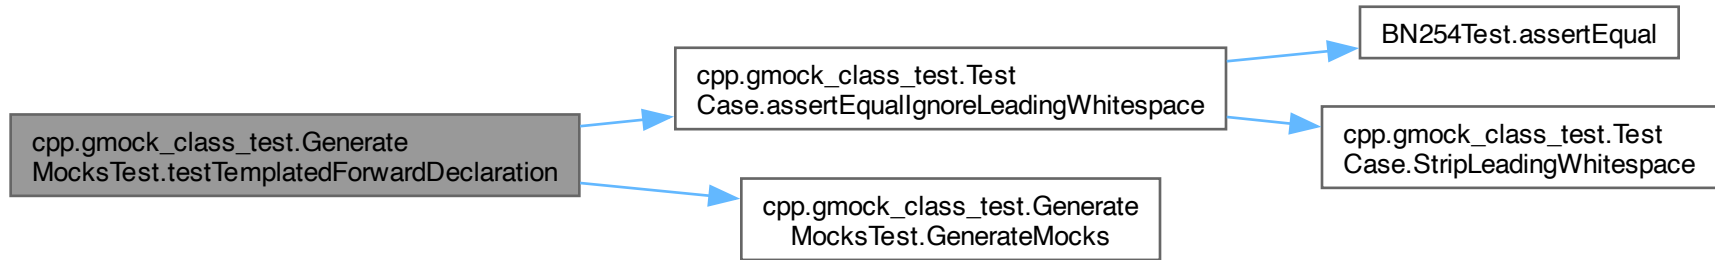 cpp.gmock_class_test.Generate
MocksTest.testTemplatedForwardDeclaration
cpp.gmock_class_test.Test
Case.assertEqualIgnoreLeadingWhitespace
BN254Test.assertEqual
cpp.gmock_class_test.Test
Case.StripLeadingWhitespace
cpp.gmock_class_test.Generate
MocksTest.GenerateMocks